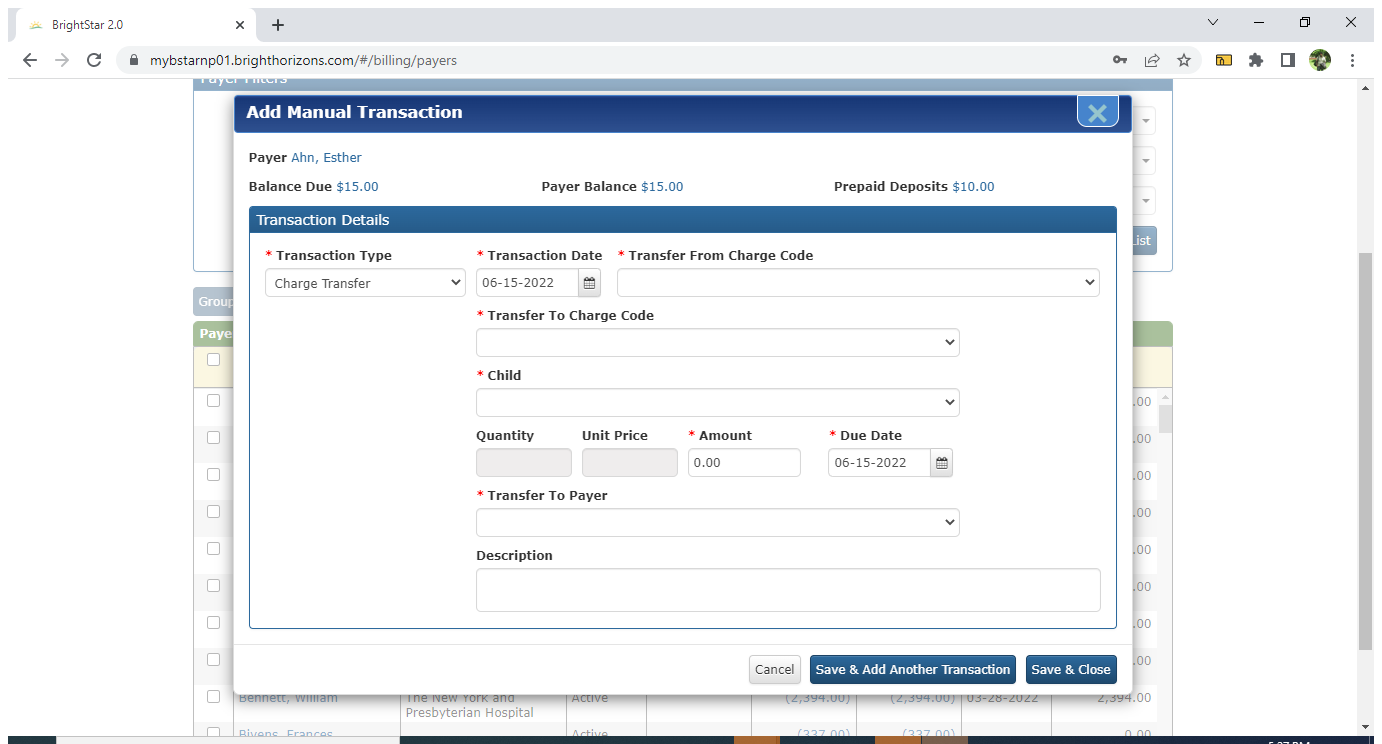 BrightStar 2.0
mybstarnp01.brighthorizons.com/#/billing/payers
Payer Filters
Add Manual Transaction
Payer Ahn, Esther
Balance Due $15.00 Payer Balance $15.00 Prepaid Deposits $10.00
Transaction Details
* Transaction Type * Transaction Date * Transfer From Charge Code
Charge Transfer 06-15-2022
* Transfer To Charge Code
* Child
Quantity Unit Price * Amount * Due Date
0.00 06-15-2022
* Transfer To Payer
Description
Cancel Save & Add Another Transaction Save & Close
List
Group
Paye
.00
.00
.00
.00
.00
.00
.00
.00
Bennett, William The New York and Active (2,394.00) (2,394.00) 03-28-2022 2,394.00
Presbyterian Hospital
Bivens, Frances Active (337.00) (337.00) 0.00
5:27 PM